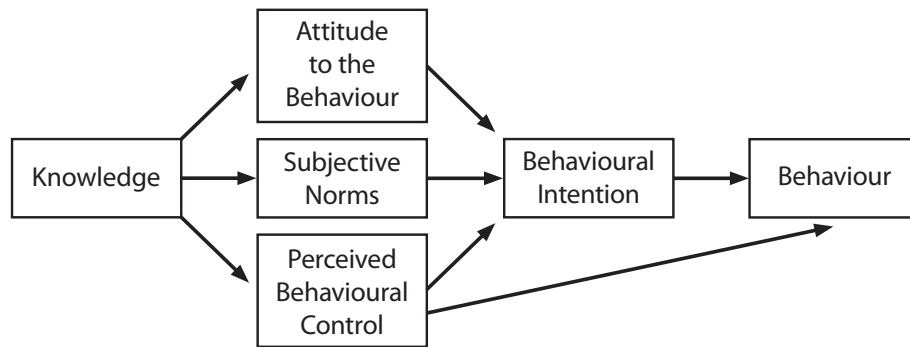 Attitude
to the
Behaviour
Knowledge
Subjective
Norms
Behavioural
Intention
Behaviour
Perceived
Behavioural
Control